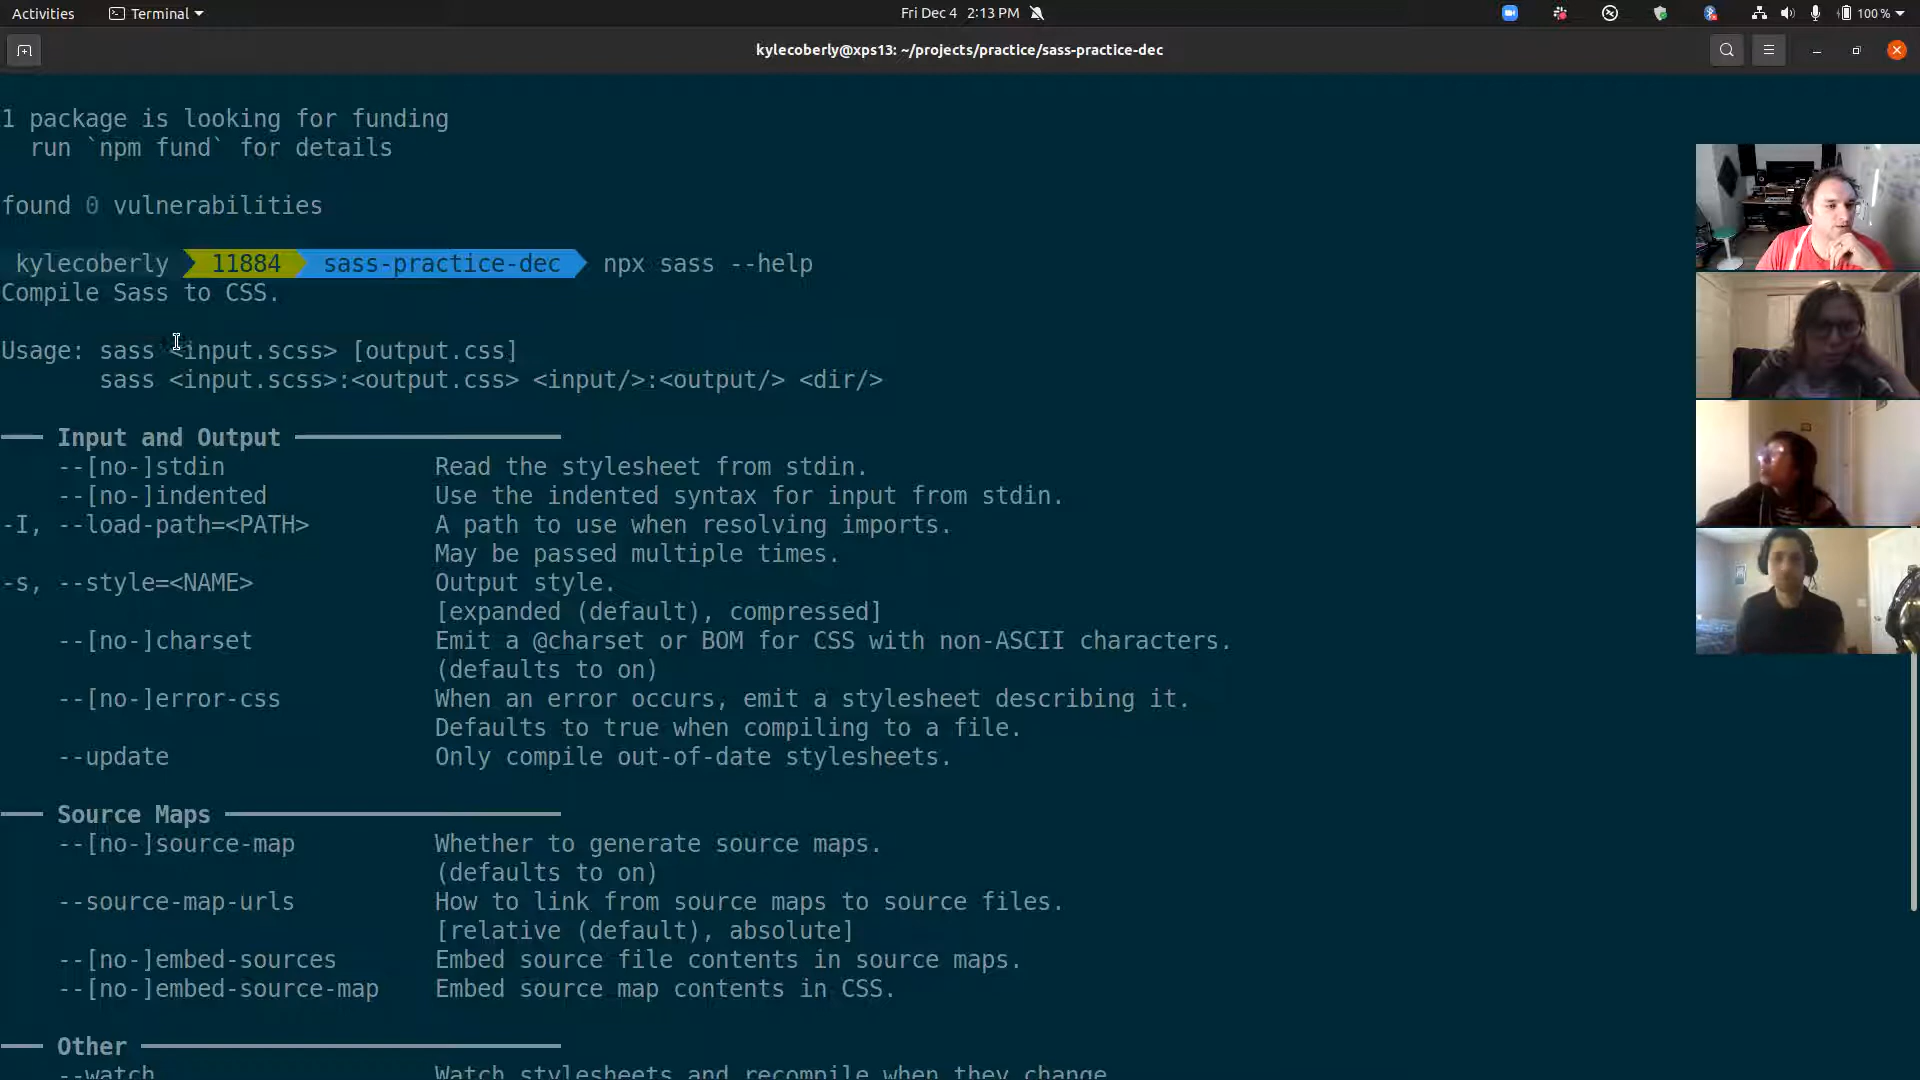 Activities Terminal Fri Dec 4 2:13 PM 100 %
kylecoberly@xps13: ~/projects/practice/sass-practice-dec
1 package is looking for funding
run `npm fund` for details
found 0 vulnerabilities
kylecoberly 11884 sass-practice-dec npx sass --help
Compile Sass to CSS.
Usage: sass <input.scss> [output.css]
sass <input.scss>:<output.css> <input/>:<output/> <dir/>
Input and Output
--[no-]stdin Read the stylesheet from stdin.
--[no-]indented Use the indented syntax for input from stdin.
-I, --load-path=<PATH> A path to use when resolving imports.
May be passed multiple times.
-s, --style=<NAME> Output style.
[expanded (default), compressed]
--[no-]charset Emit a @charset or BOM for CSS with non-ASCII characters.
(defaults to on)
--[no-]error-css When an error occurs, emit a stylesheet describing it.
Defaults to true when compiling to a file.
--update Only compile out-of-date stylesheets.
Source Maps
--[no-]source-map Whether to generate source maps.
(defaults to on)
--source-map-urls How to link from source maps to source files.
[relative (default), absolute]
--[no-]embed-sources Embed source file contents in source maps.
--[no-]embed-source-map Embed source map contents in CSS.
Other
--watch Watch stylesheets and recompile when they change